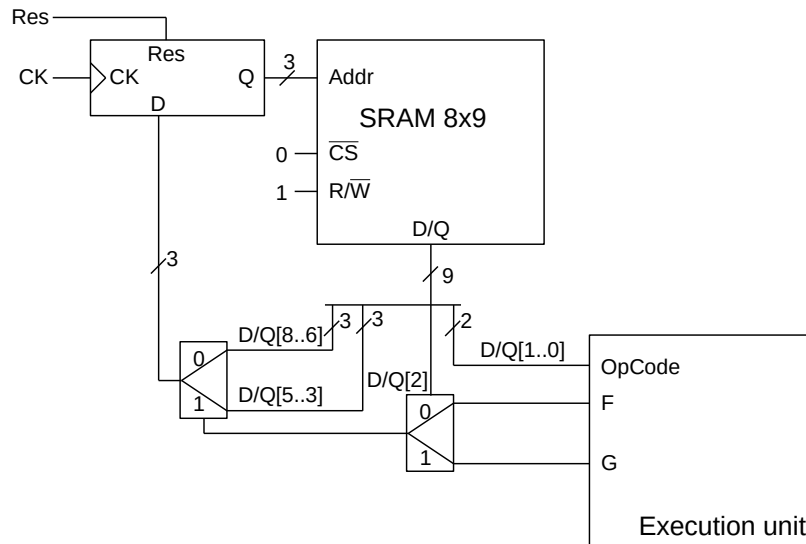 Res
Res
3
CK
CK
Q
Addr
D
SRAM 8x9
0
CS
1
R/W
D/Q
3
9
3
3
2
D/Q[8..6]
D/Q[1..0]
0
OpCode
D/Q[5..3]
D/Q[2]
1
0
F
1
G
Execution unit